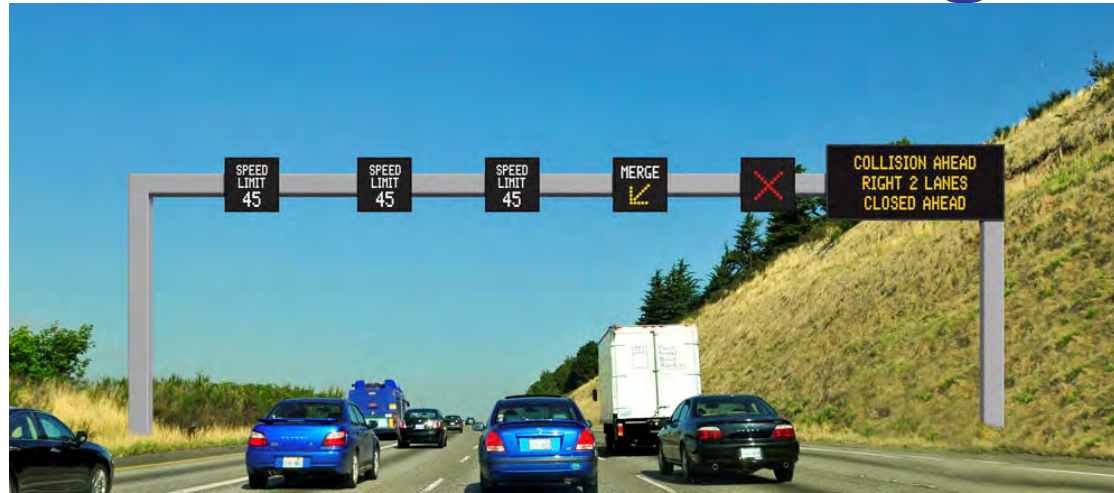 SPEED
LIMIT
45
SPEED
LIMIT
45
SPEED
LIMIT
45
MERGE
COLLISION AHEAD
RIGHT 2 LANES
CLOSED AHEAD